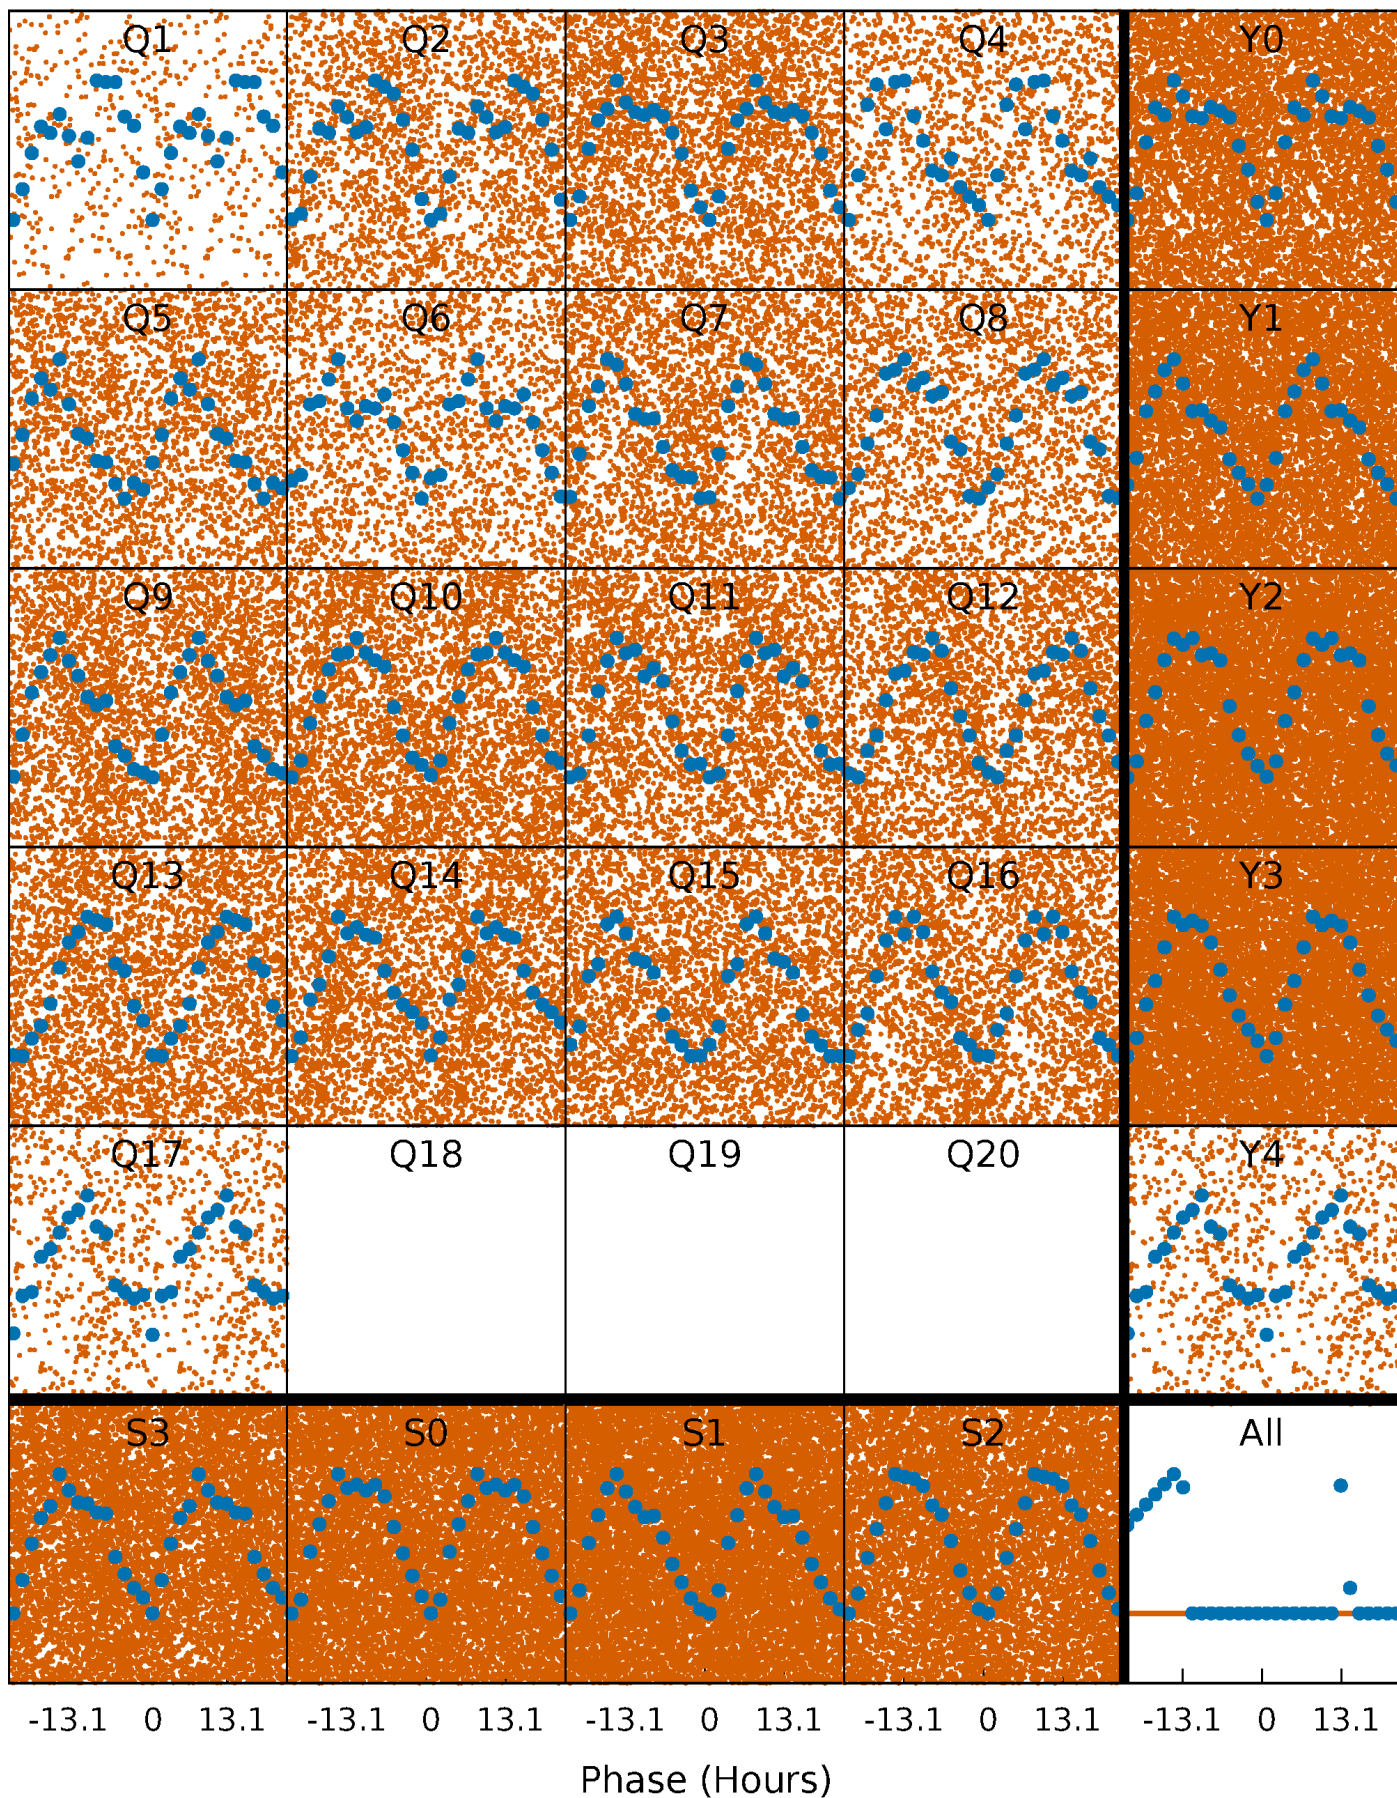 Q1 Q2 Q3 Q4 Y0
Q5 Q6 Q7 Q8 Y1
Q9 Q10 Q11 Q12 Y2
Q13 Q14 Q15 Q16 Y3
Q17 Q18 Q19 Q20 Y4
S3 S0 S1 S2 All
-13.1 0 13.1 -13.1 0 13.1 -13.1 0 13.1 -13.1 0 13.1 -13.1 0 13.1
Phase (Hours)